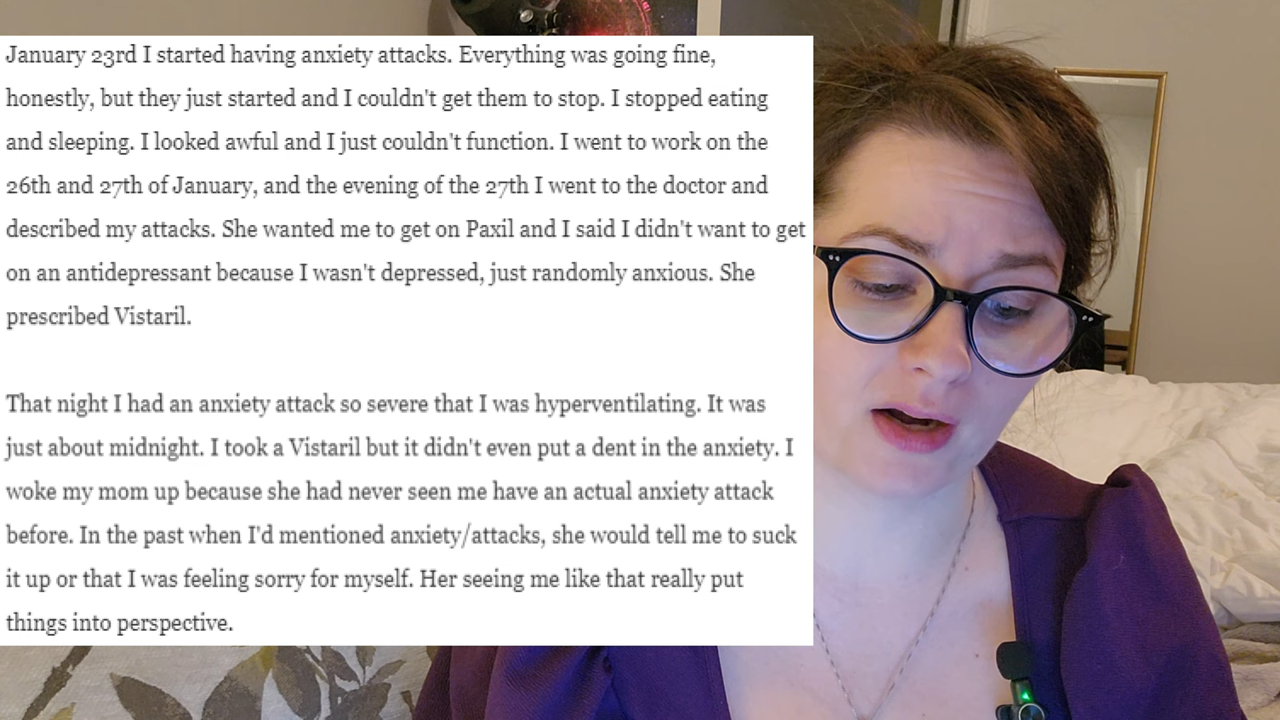 January 23rd I started having anxiety attacks. Everything was going fine,
honestly, but they just started and I couldn't get them to stop. I stopped eating
and sleeping. I looked awful and I just couldn't function. I went to work on the
26th and 27th of January, and the evening of the 27th I went to the doctor and
described my attacks. She wanted me to get on Paxil and I said I didn't want to get
on an antidepressant because I wasn't depressed, just randomly anxious. She
prescribed Vistaril.
That night I had an anxiety attack so severe that I was hyperventilating. It was
just about midnight. I took a Vistaril but it didn't even put a dent in the anxiety. I
woke my mom up because she had never seen me have an actual anxiety attack
before. In the past when I'd mentioned anxiety/attacks, she would tell me to suck
it up or that I was feeling sorry for myself. Her seeing me like that really put
things into perspective.